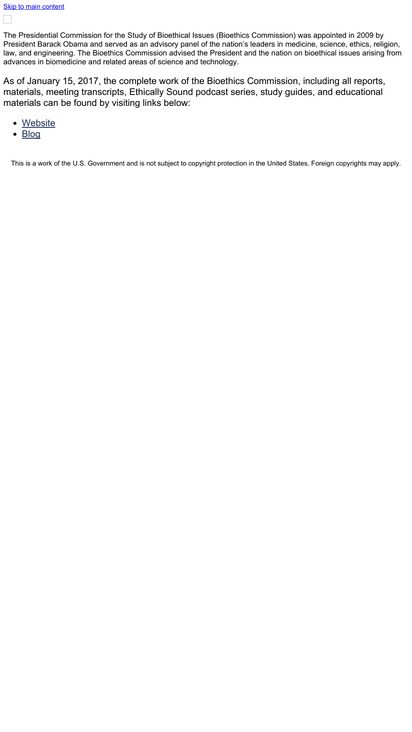 Skip to main content
The Presidential Commission for the Study of Bioethical Issues (Bioethics Commission) was appointed in 2009 by
President Barack Obama and served as an advisory panel of the nation's leaders in medicine, science, ethics, religion,
law, and engineering. The Bioethics Commission advised the President and the nation on bioethical issues arising from
advances in biomedicine and related areas of science and technology.
As of January 15, 2017, the complete work of the Bioethics Commission, including all reports,
materials, meeting transcripts, Ethically Sound podcast series, study guides, and educational
materials can be found by visiting links below:
• Website
• Blog
This is a work of the U.S. Government and is not subject to copyright protection in the United States. Foreign copyrights may apply.